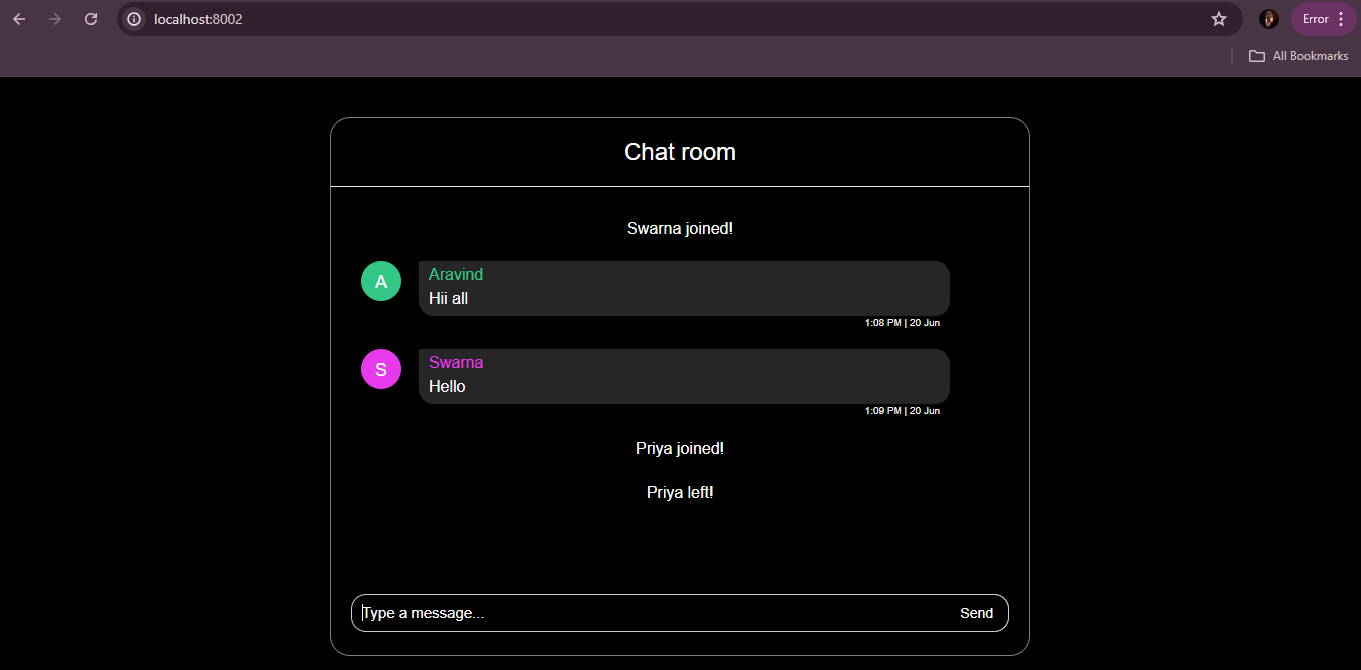 localhost:8002
Error
All Bookmarks
Chat room
Swarna joined!
A
Aravind
Hii all
1:08 PM | 20 Jun
S
Swarna
Hello
1:09 PM | 20 Jun
Priya joined!
Priya left!
Type a message... Send